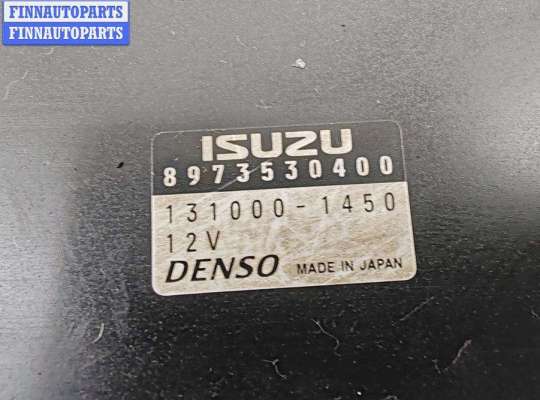 FINNAUTOPARTS
FINNAUTOPARTS
ISUZU
8973530400
131000-1450
12V
DENSO MADE IN JAPAN